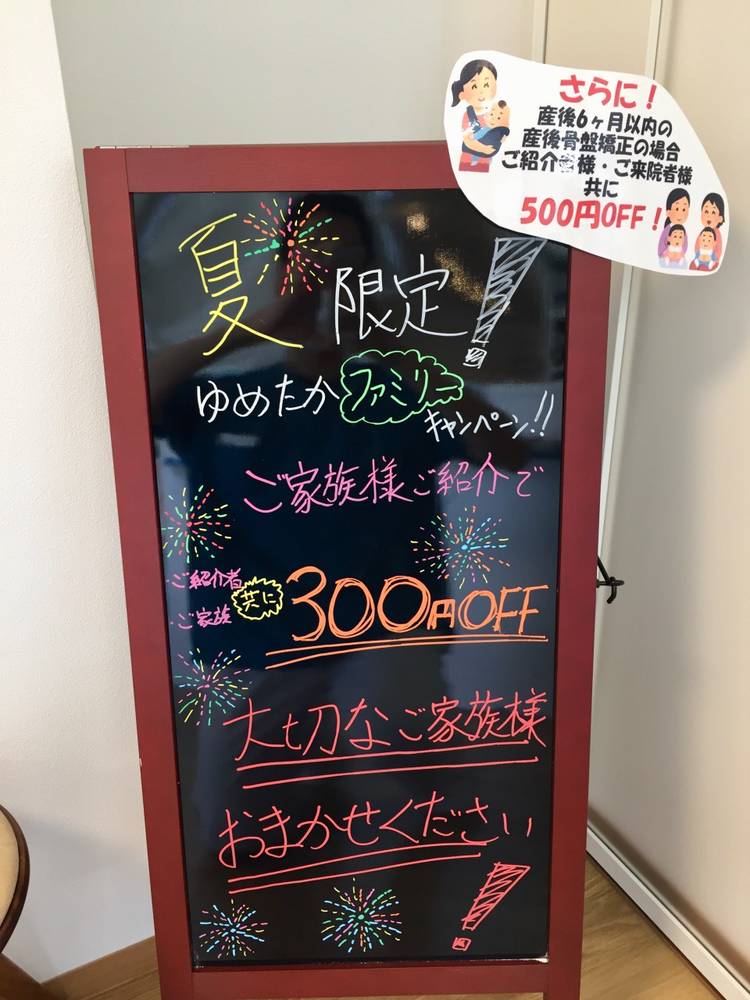 さらに！
産後6ヶ月以内の
産後骨盤矯正の場合
ご紹介 様・ご来院者様
共に
500円OFF！
夏 限定！
ゆめたか ファミリー
キャンペーン!!
ご家族様ご紹介で
ご紹介者
ご家族 共に
300円OFF
大切なご家族様
おまかせください！